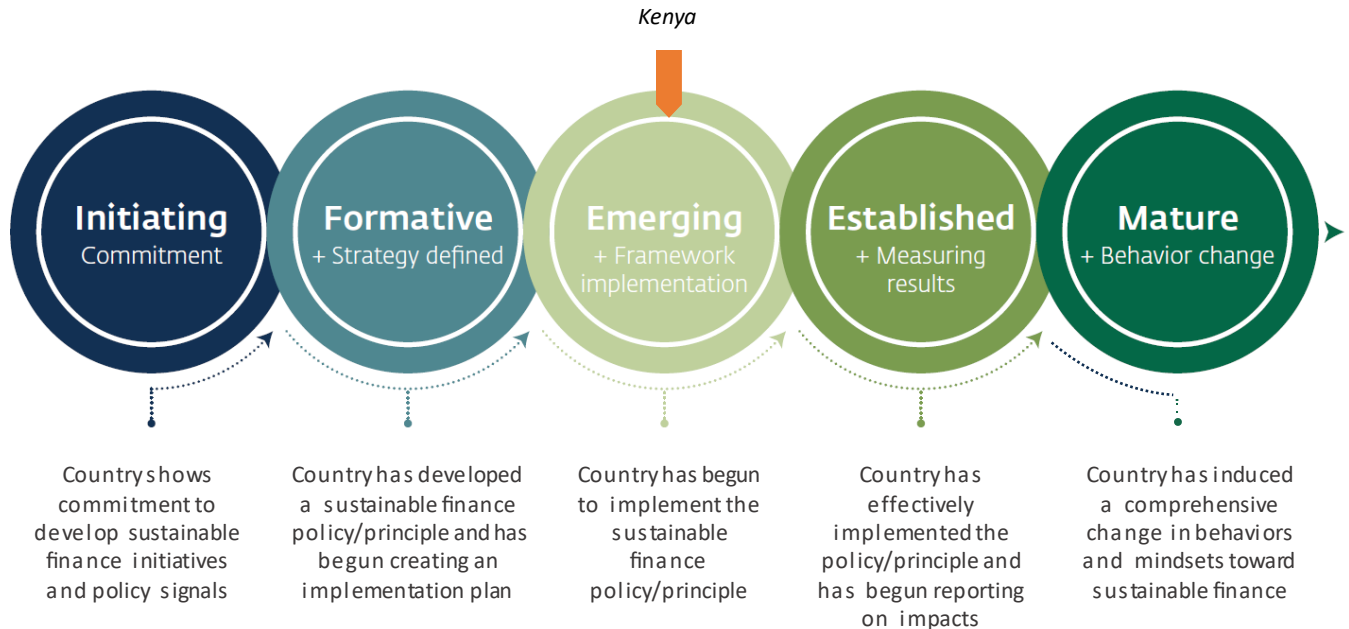 Kenya
Initiating
Commitment
Formative
+ Strategy defined
Emerging
+ Framework
implementation
Established
+ Measuring
results
Mature
+ Behavior change
Country shows
commitment to
develop sustainable
finance initiatives
and policy signals
Country has developed
a sustainable finance
policy/principle and has
begun creating an
implementation plan
Country has begun
to implement the
sustainable
finance
policy/principle
Country has
effectively
implemented the
policy/principle and
has begun reporting
on impacts
Country has induced
a comprehensive
change in behaviors
and mindsets toward
sustainable finance